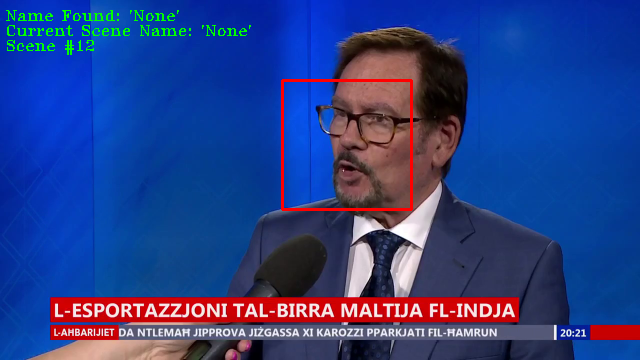 Name Found: 'None'
Current Scene Name: 'None'
Scene #12
L-ESPORTAZZJONI TAL-BIRRA MALTIJA FL-INDJA
L-AHBARIJIET DA NTLEMAĦ JIPPROVA JIŻGASSA XI KAROZZI PPARKJATI FIL-ĦAMRUN 20:21